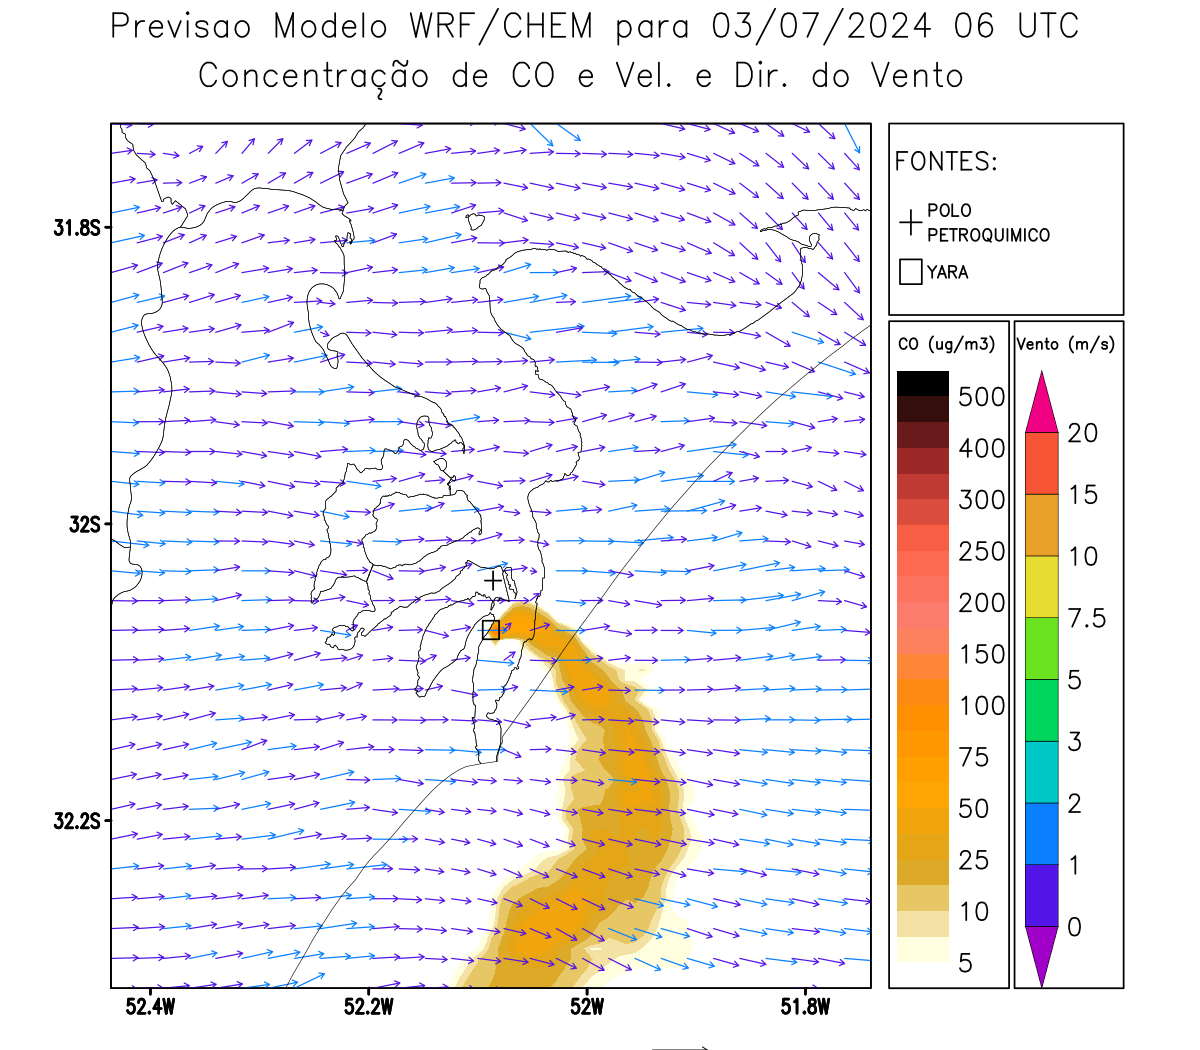 Previsao Modelo WRF/CHEM para 03/07/2024 06 UTC
Concentração de CO e Vel. e Dir. do Vento
FONTES:
POLO
PETROQUIMICO
YARA
CO (ug/m3)
500
400
300
250
200
150
100
75
50
25
10
5
Vento (m/s)
20
15
10
7.5
5
3
2
1
0
31.8S
32S
32.2S
52.4W 52.2W 52W 51.8W